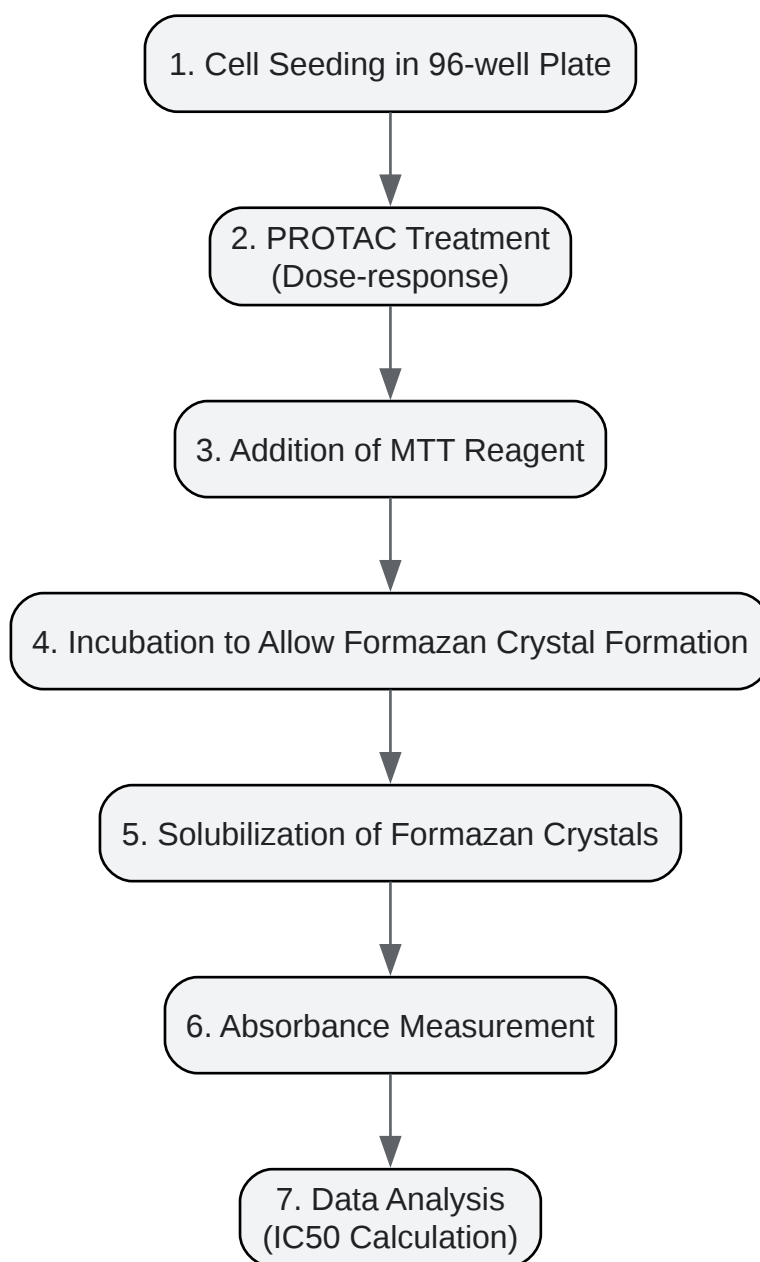 1. Cell Seeding in 96-well Plate
2. PROTAC Treatment
(Dose-response)
3. Addition of MTT Reagent
4. Incubation to Allow Formazan Crystal Formation
5. Solubilization of Formazan Crystals
6. Absorbance Measurement
7. Data Analysis
(IC50 Calculation)